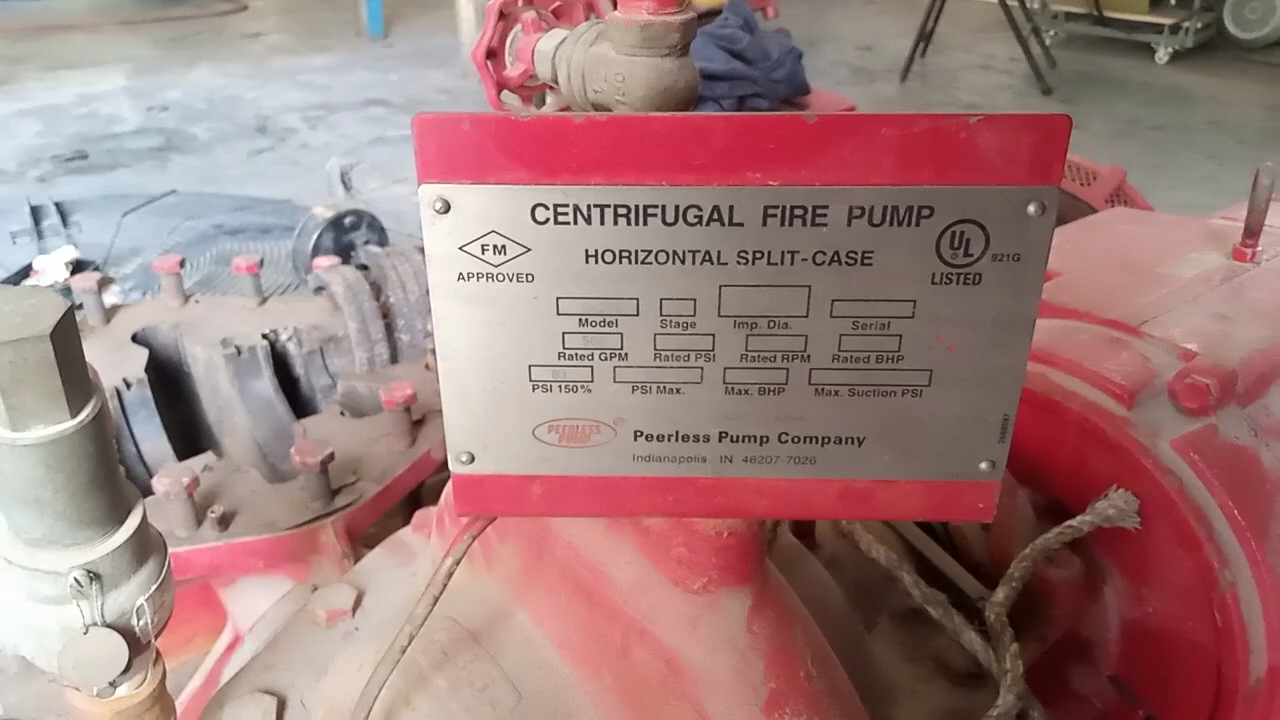 CENTRIFUGAL FIRE PUMP
HORIZONTAL SPLIT-CASE
FM
APPROVED
UL
®
LISTED
921G
Model Stage Imp. Dia. Serial
Rated GPM Rated PSI Rated RPM Rated BHP
PSI 150% PSI Max. Max. BHP Max. Suction PSI
PEERLESS
PUMP
®
Peerless Pump Company
Indianapolis, IN 46207-7026